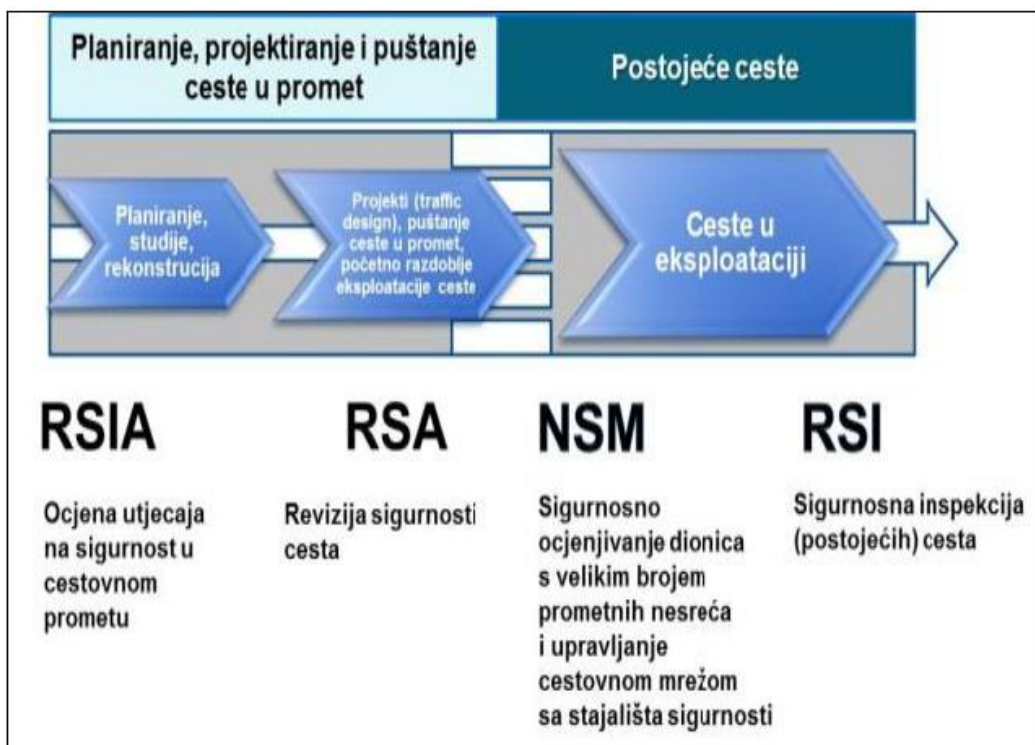 Planiranje, projektiranje i puštanje
ceste u promet
Postojeće ceste
Planiranje,
studije,
rekonstrucija
Projekti (traffic
design), puštanje
ceste u promet,
početno razdoblje
eksploatacije ceste
Ceste u
eksploataciji
RSIA
RSA
NSM
RSI
Ocjena utjecaja
na sigurnost u
cestovnom
prometu
Revizija sigurnosti
cesta
Sigurnosno
ocjenjivanje dionica
s velikim brojem
prometnih nesreća
i upravljanje
cestovnom mrežom
sa stajališta sigurnosti
Sigurnosna inspekcija
(postojećih) cesta